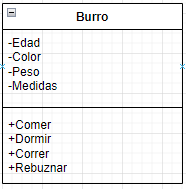 Burro
-Edad
-Color
-Peso
-Medidas
+Comer
+Dormir
+Correr
+Rebuznar